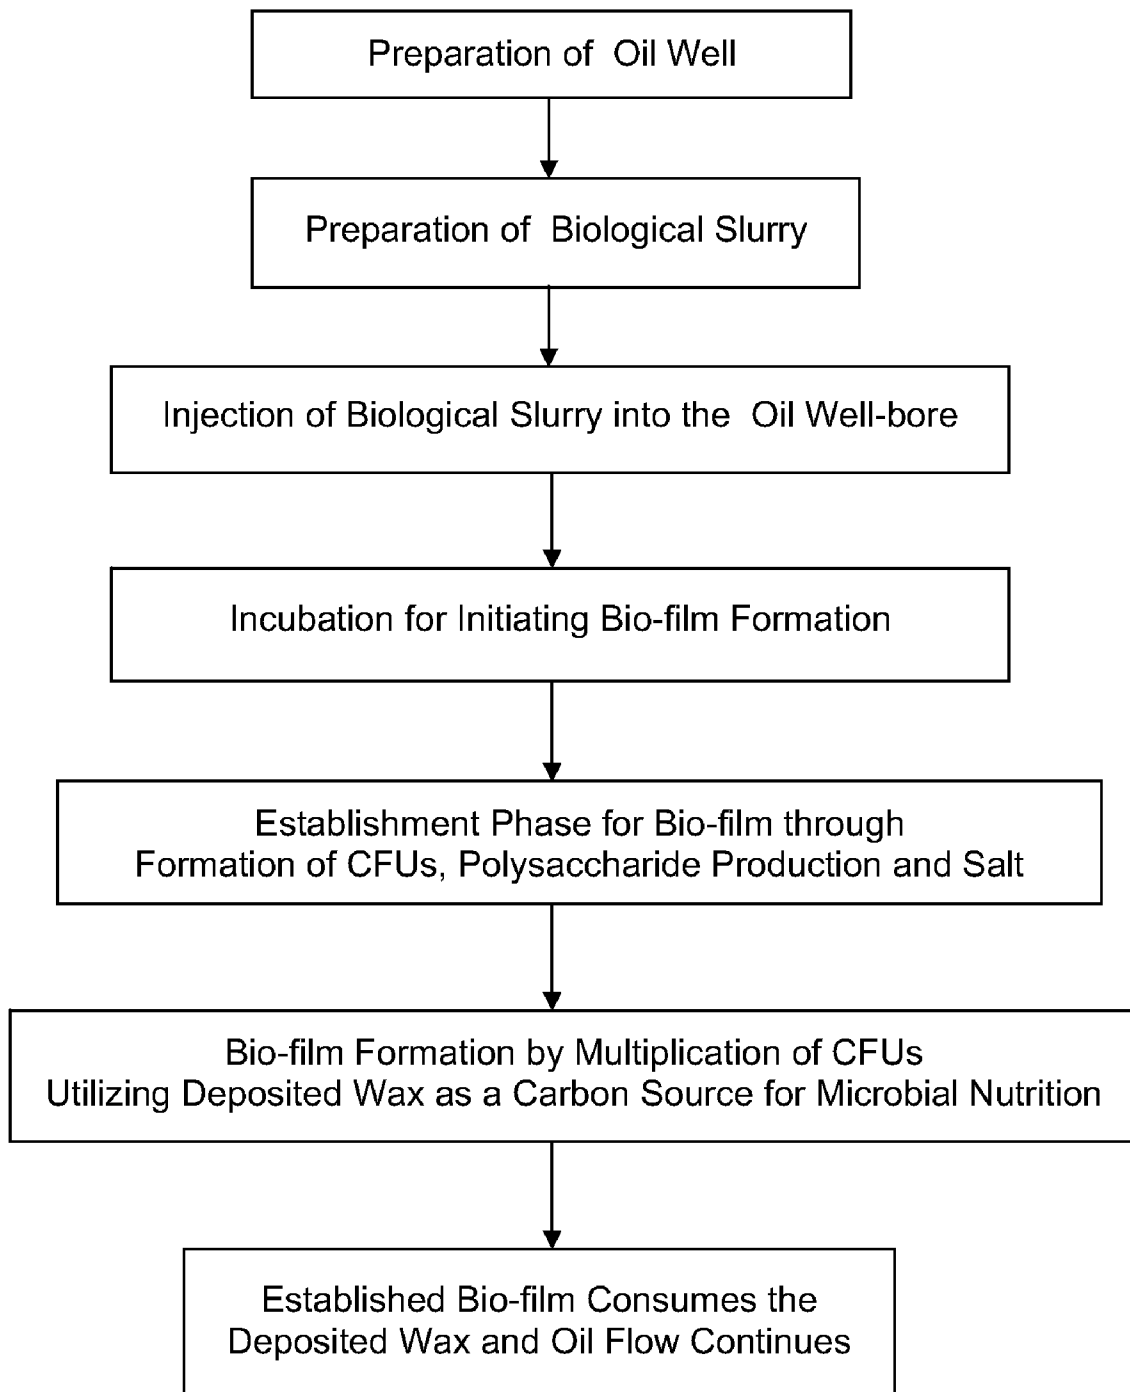 Preparation of Oil Well
Preparation of Biological Slurry
Injection of Biological Slurry into the Oil Well-bore
Incubation for Initiating Bio-film Formation
Establishment Phase for Bio-film through
Formation of CFUs, Polysaccharide Production and Salt
Bio-film Formation by Multiplication of CFUs
Utilizing Deposited Wax as a Carbon Source for Microbial Nutrition
Established Bio-film Consumes the
Deposited Wax and Oil Flow Continues